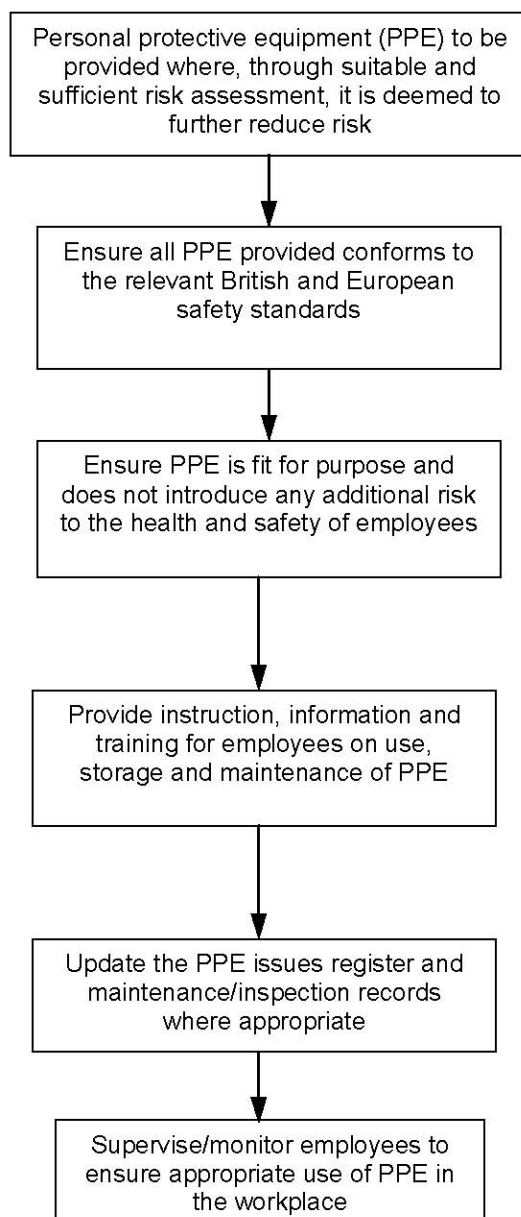 Personal protective equipment (PPE) to be
provided where, through suitable and
sufficient risk assessment, it is deemed to
further reduce risk
Ensure all PPE provided conforms to
the relevant British and European
safety standards
Ensure PPE is fit for purpose and
does not introduce any additional risk
to the health and safety of employees
Provide instruction, information and
training for employees on use,
storage and maintenance of PPE
Update the PPE issues register and
maintenance/inspection records
where appropriate
Supervise/monitor employees to
ensure appropriate use of PPE in
the workplace